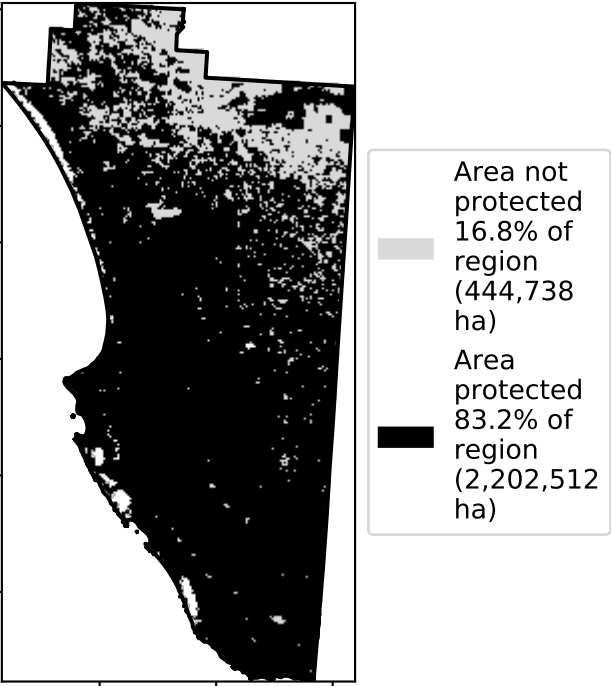 Area not
protected
16.8% of
region
(444,738
ha)
Area
protected
83.2% of
region
(2,202,512
ha)